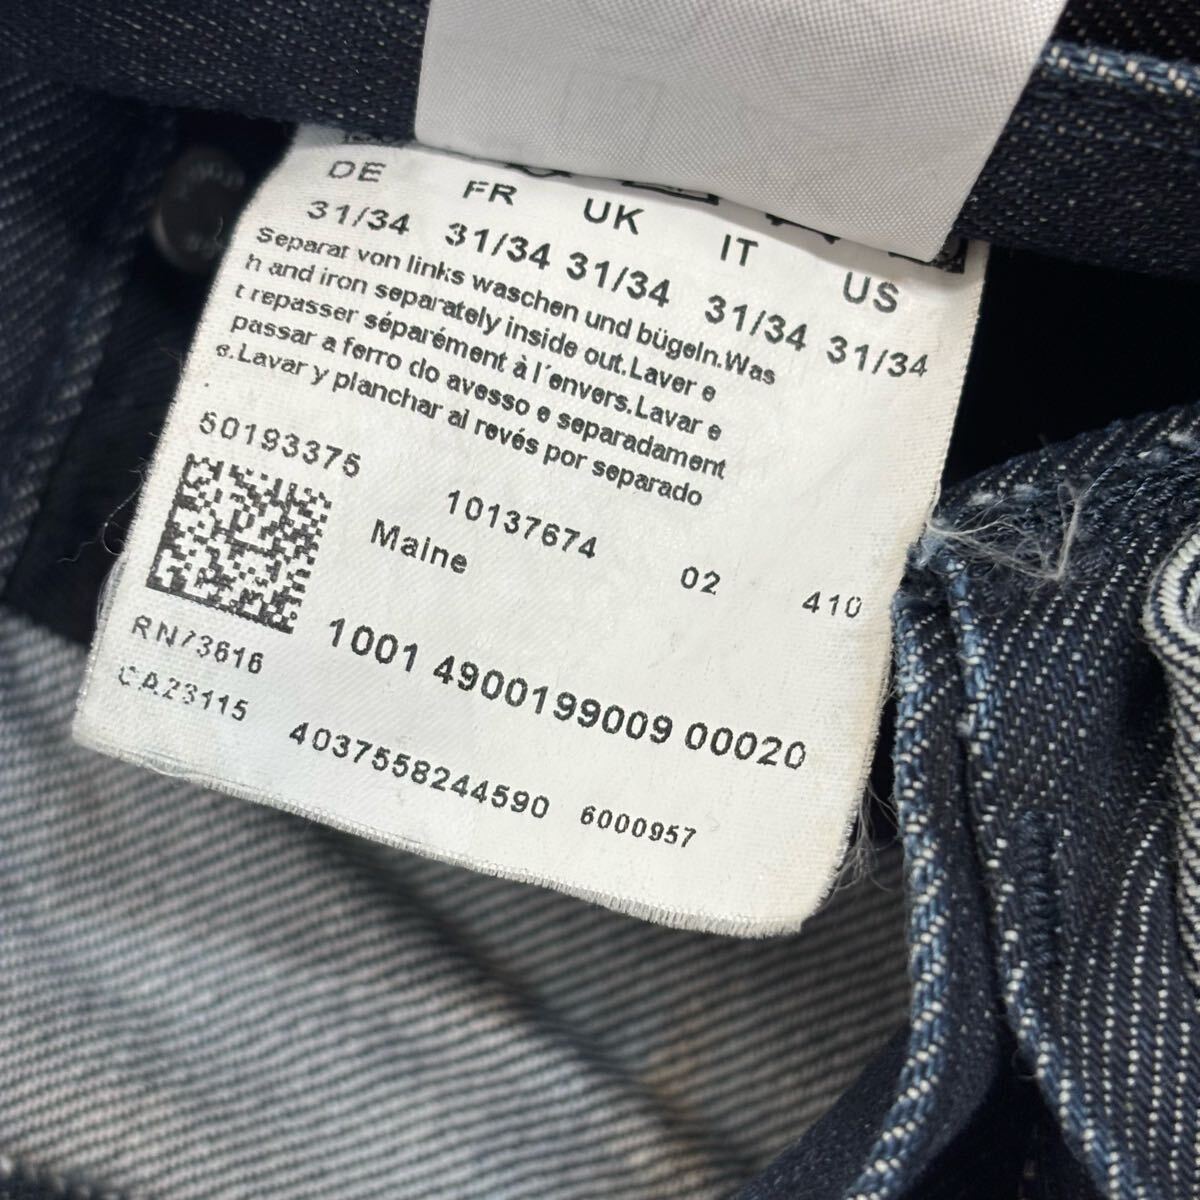 DE FR UK IT US
31/34 31/34 31/34 31/34 31/34
Separat von links waschen und bügeln.Was
h and iron separately inside out.Laver e
t repasser séparément à l'envers.Lavar e
passar a ferro do avesso e separadament
e.Lavar y planchar al revés por separado
.
50193375 10137674 02 410
Maine
RN73616 1001 4900199009 00020
CA23115 4037558244590 6000957